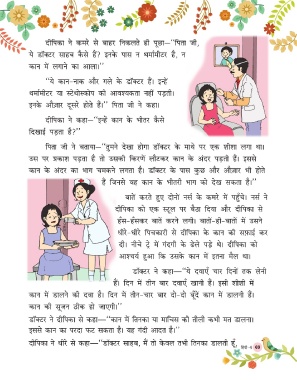 दीपिका ने कमरे से बाहर निकलते ही पूछा—“पिता जी,
ये डॉक्टर साहब कैसे हैं? इनके पास न थर्मामीटर है, न
कान में लगाने का आला।”
“ये कान-नाक और गले के डॉक्टर हैं। इन्हें
थर्मामीटर या स्टेथोस्कोप की आवश्यकता नहीं पड़ती।
इनके औज़ार दूसरे होते हैं।” पिता जी ने कहा।
दीपिका ने कहा—“इन्हें कान के भीतर कैसे
दिखाई पड़ता है?”
पिता जी ने बताया—“तुमने देखा होगा डॉक्टर के माथे पर एक शीशा लगा था।
उस पर प्रकाश पड़ता है तो उसकी किरणें लौटकर कान के अंदर पड़ती हैं। इससे
कान के अंदर का भाग चमकने लगता है। डॉक्टर के पास कुछ और औज़ार भी होते
हैं जिनसे वह कान के भीतरी भाग को देख सकता है।”
बातें करते हुए दोनों नर्स के कमरे में पहुँचे। नर्स ने
दीपिका को एक स्टूल पर बैठा दिया और दीपिका से
हँस-हँसकर बातें करने लगी। बातों-ही-बातों में उसने
धीरे-धीरे पिचकारी से दीपिका के कान की सफ़ाई कर
दी। नीचे ट्रे में गंदगी के ढेले पड़े थे। दीपिका को
आश्चर्य हुआ कि उसके कान में इतना मैल था।
डॉक्टर ने कहा—“ये दवाएँ चार दिनों तक लेनी
हैं। दिन में तीन बार दवाएँ खानी हैं। इसी शीशी में
कान में डालने की दवा है। दिन में तीन-चार बार दो-दो बूँदें कान में डालनी हैं।
कान की सूजन ठीक हो जाएगी।”
डॉक्टर ने दीपिका से कहा—“कान में तिनका या माचिस की तीली कभी मत डालना।
इससे कान का परदा फट सकता है। यह गंदी आदत है।”
दीपिका ने धीरे से कहा—“डॉक्टर साहब, मैं तो केवल तभी तिनका डालती हूँ,